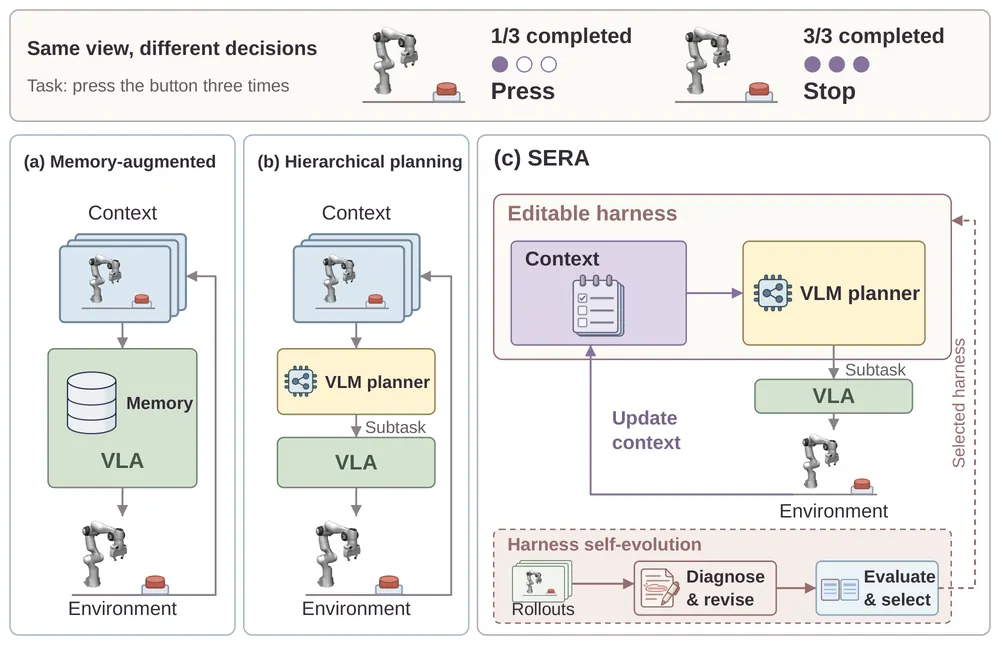 Same view, different decisions
Task: press the button three times
1/3 completed
Press
3/3 completed
Stop
(a) Memory-augmented
Context
Memory
VLA
Environment
(b) Hierarchical planning
Context
VLM planner
Subtask
VLA
Environment
(c) SERA
Editable harness
Context
VLM planner
Subtask
VLA
Update
context
Environment
Selected harness
Harness self-evolution
Rollouts
Diagnose
& revise
Evaluate
& select